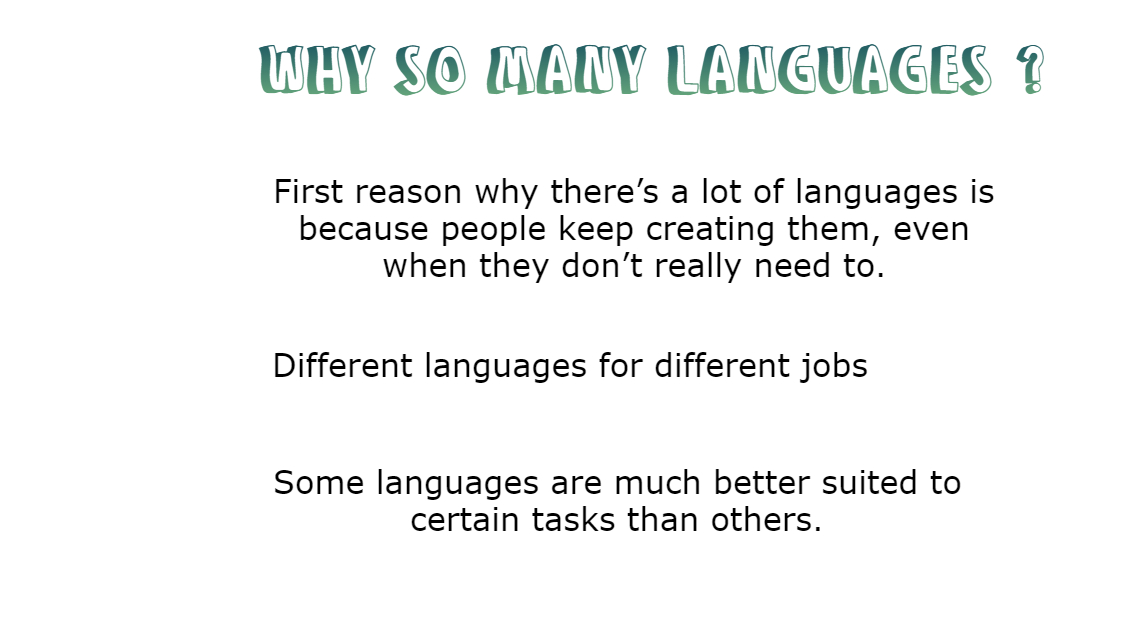 WHY SO MANY LANGUAGES ?
First reason why there’s a lot of languages is
because people keep creating them, even
when they don’t really need to.
Different languages for different jobs
Some languages are much better suited to
certain tasks than others.